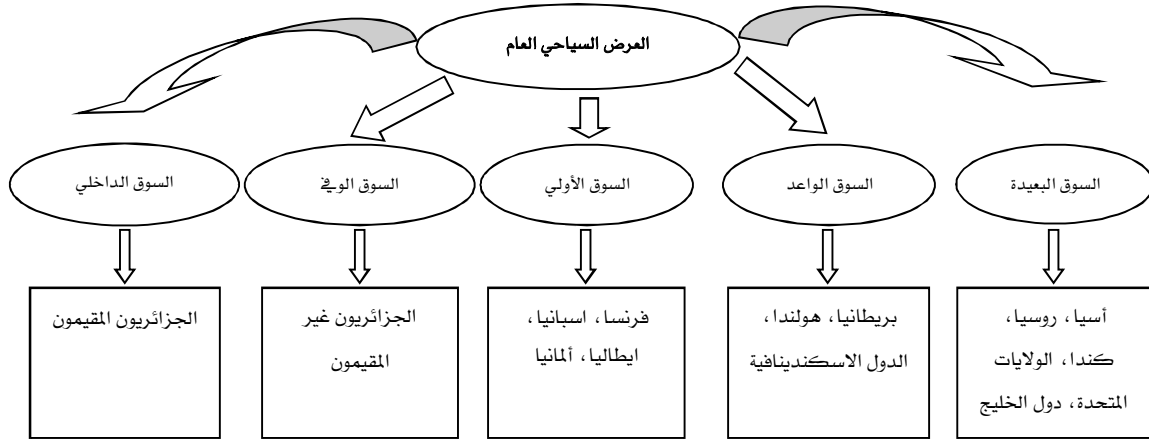 العرض السياحي العام
السوق البعيدة
السوق الواعد
السوق الأولي
السوق الوفي
السوق الداخلي
أسيا، روسيا،
كندا، الولايات
المتحدة، دول الخليج
بريطانيا، هولندا،
الدول الاسكندينافية
فرنسا، اسبانيا،
ايطاليا، ألمانيا
الجزائريون غير
المقيمون
الجزائريون المقيمون